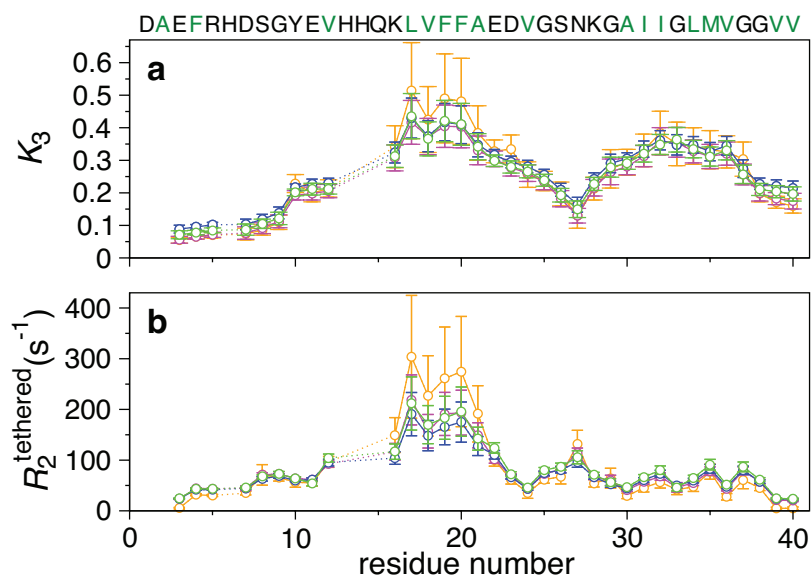 DAEFRHDSGYEVHHQKLVFFAEDVGSNKGAIIGLMVGGVV
a
K3
0.6
0.5
0.4
0.3
0.2
0.1
0
b
R2tethered(s-1)
400
300
200
100
0
0 10 20 30 40
residue number